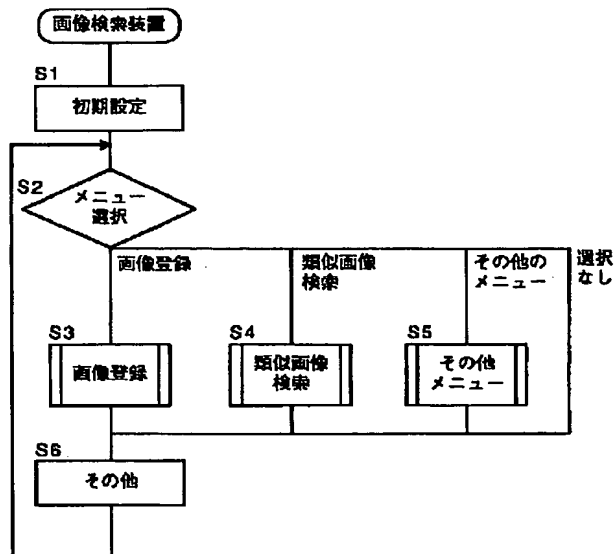 画像検索装置
S1
初期設定
S2
メニュー
選択
画像登録
類似画像
検索
その他の
メニュー
選択
なし
S3
画像登録
S4
類似画像
検索
S5
その他
メニュー
S6
その他